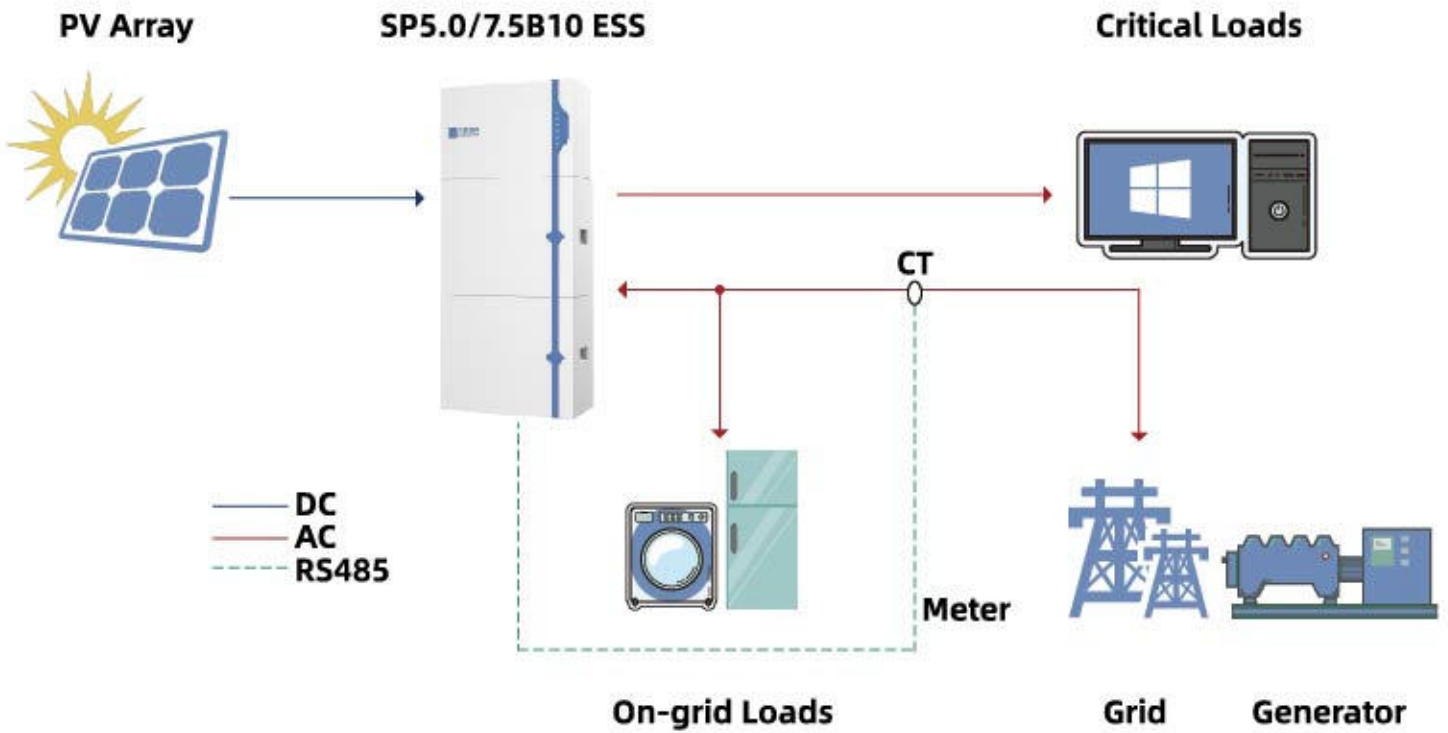 PV Array
SP5.0/7.5B10 ESS
Critical Loads
CT
DC
AC
RS485
Meter
On-grid Loads
Grid
Generator